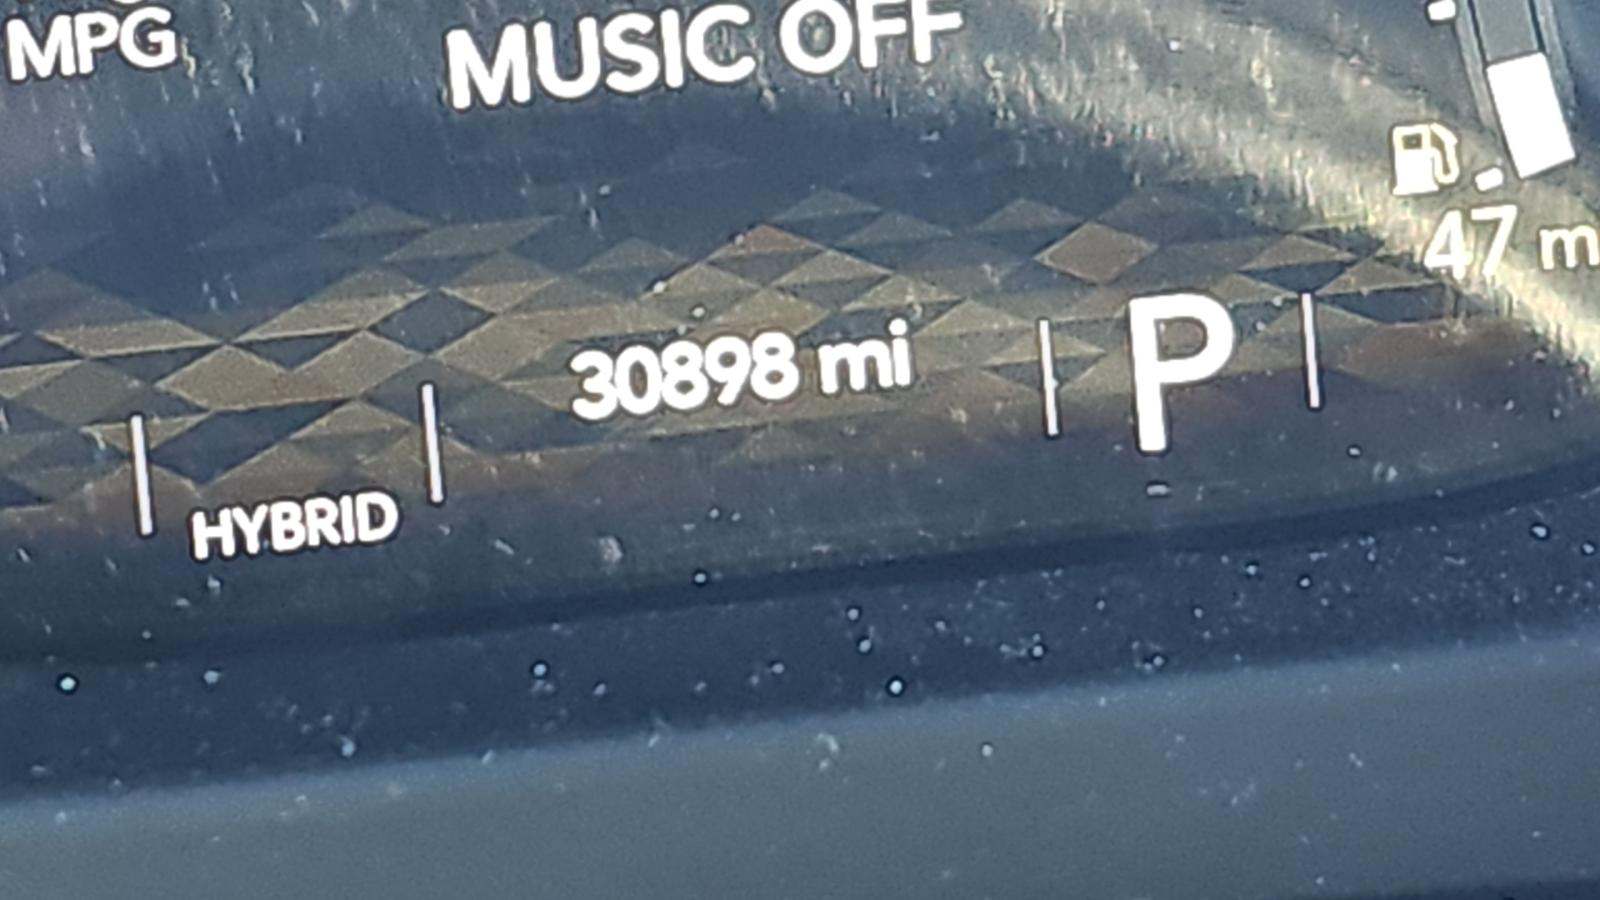 MPG
MUSIC OFF
47 m
30898 mi
P
HYBRID